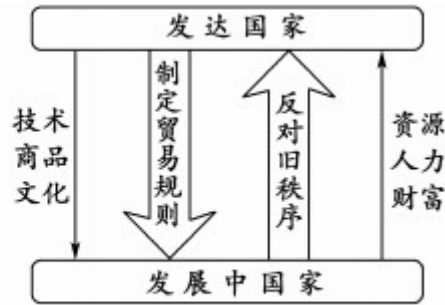 发达国家
技术
商品
文化
制定贸易规则
反对旧秩序
资源
人力
财富
发展中国家